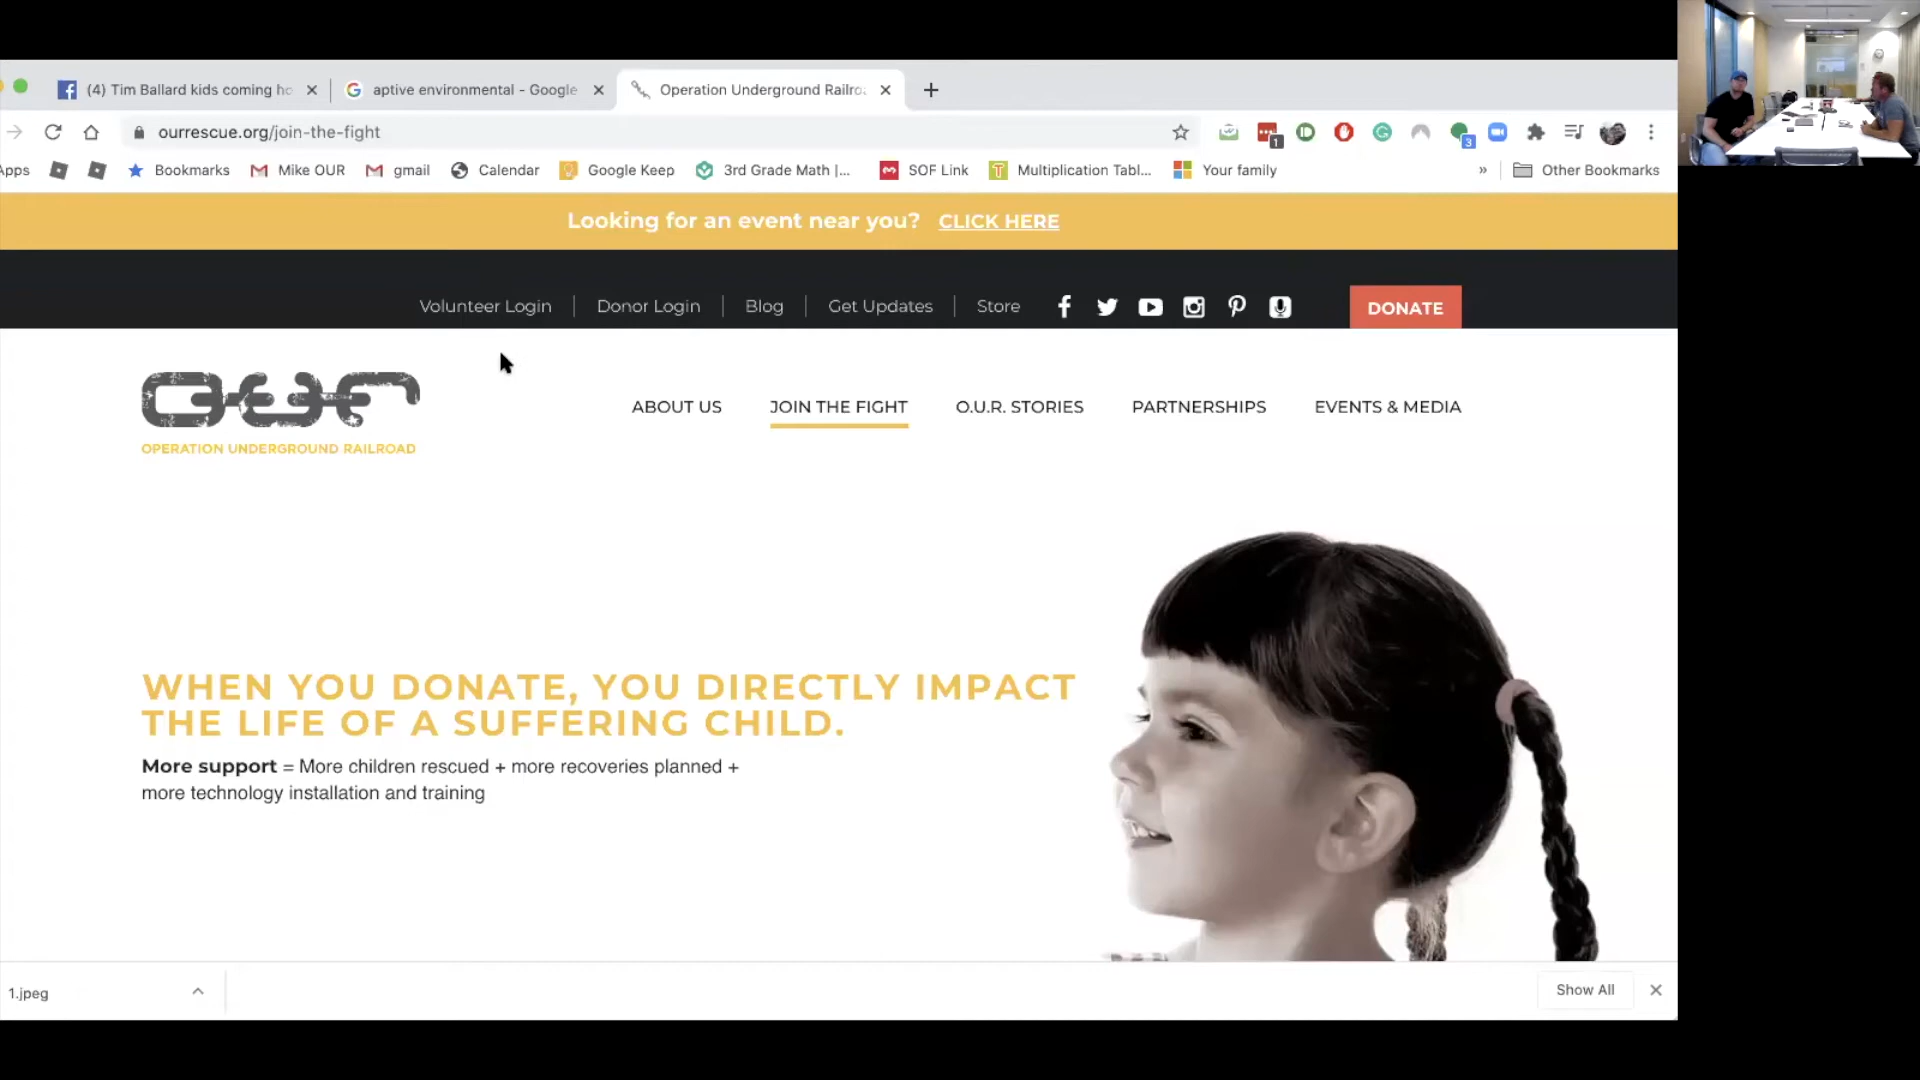 (4) Tim Ballard kids coming ho
aptive environmental - Google
Operation Underground Railro
ourrescue.org/join-the-fight
1
3
Apps
Bookmarks
Mike OUR
gmail
Calendar
Google Keep
3rd Grade Math |...
SOF Link
Multiplication Tabl...
Your family
»
Other Bookmarks
Looking for an event near you? CLICK HERE
Volunteer Login
Donor Login
Blog
Get Updates
Store
DONATE
OUR
OPERATION UNDERGROUND RAILROAD
ABOUT US
JOIN THE FIGHT
O.U.R. STORIES
PARTNERSHIPS
EVENTS & MEDIA
WHEN YOU DONATE, YOU DIRECTLY IMPACT
THE LIFE OF A SUFFERING CHILD.
More support = More children rescued + more recoveries planned +
more technology installation and training
1.jpeg
Show All